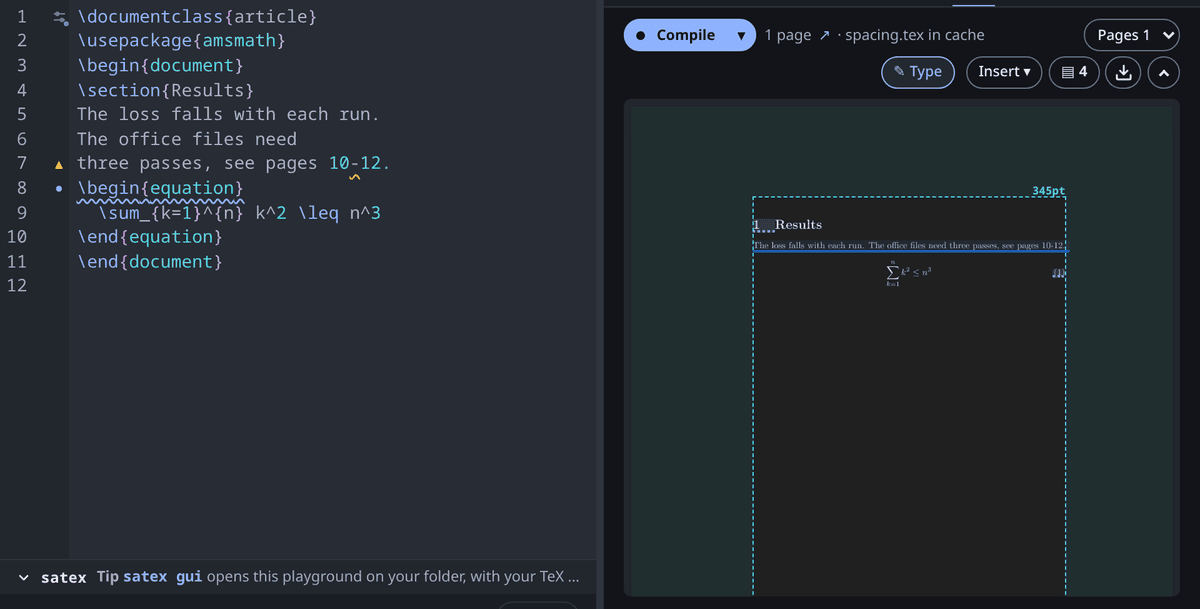 1 \documentclass{article}
2 \usepackage{amsmath}
3 \begin{document}
4 \section{Results}
5 The loss falls with each run.
6 The office files need
7 three passes, see pages 10-12.
8 \begin{equation}
9 \sum_{k=1}^{n} k^2 \leq n^3
10 \end{equation}
11 \end{document}
12
satex Tip satex gui opens this playground on your folder, with your TeX ...
Compile ▾ 1 page ↗ · spacing.tex in cache Pages 1
✎ Type Insert ▾ ▤ 4
345pt
1 Results
The loss falls with each run. The office files need three passes, see pages 10-12.
n
∑ k² ≤ n³ (1)
k=1